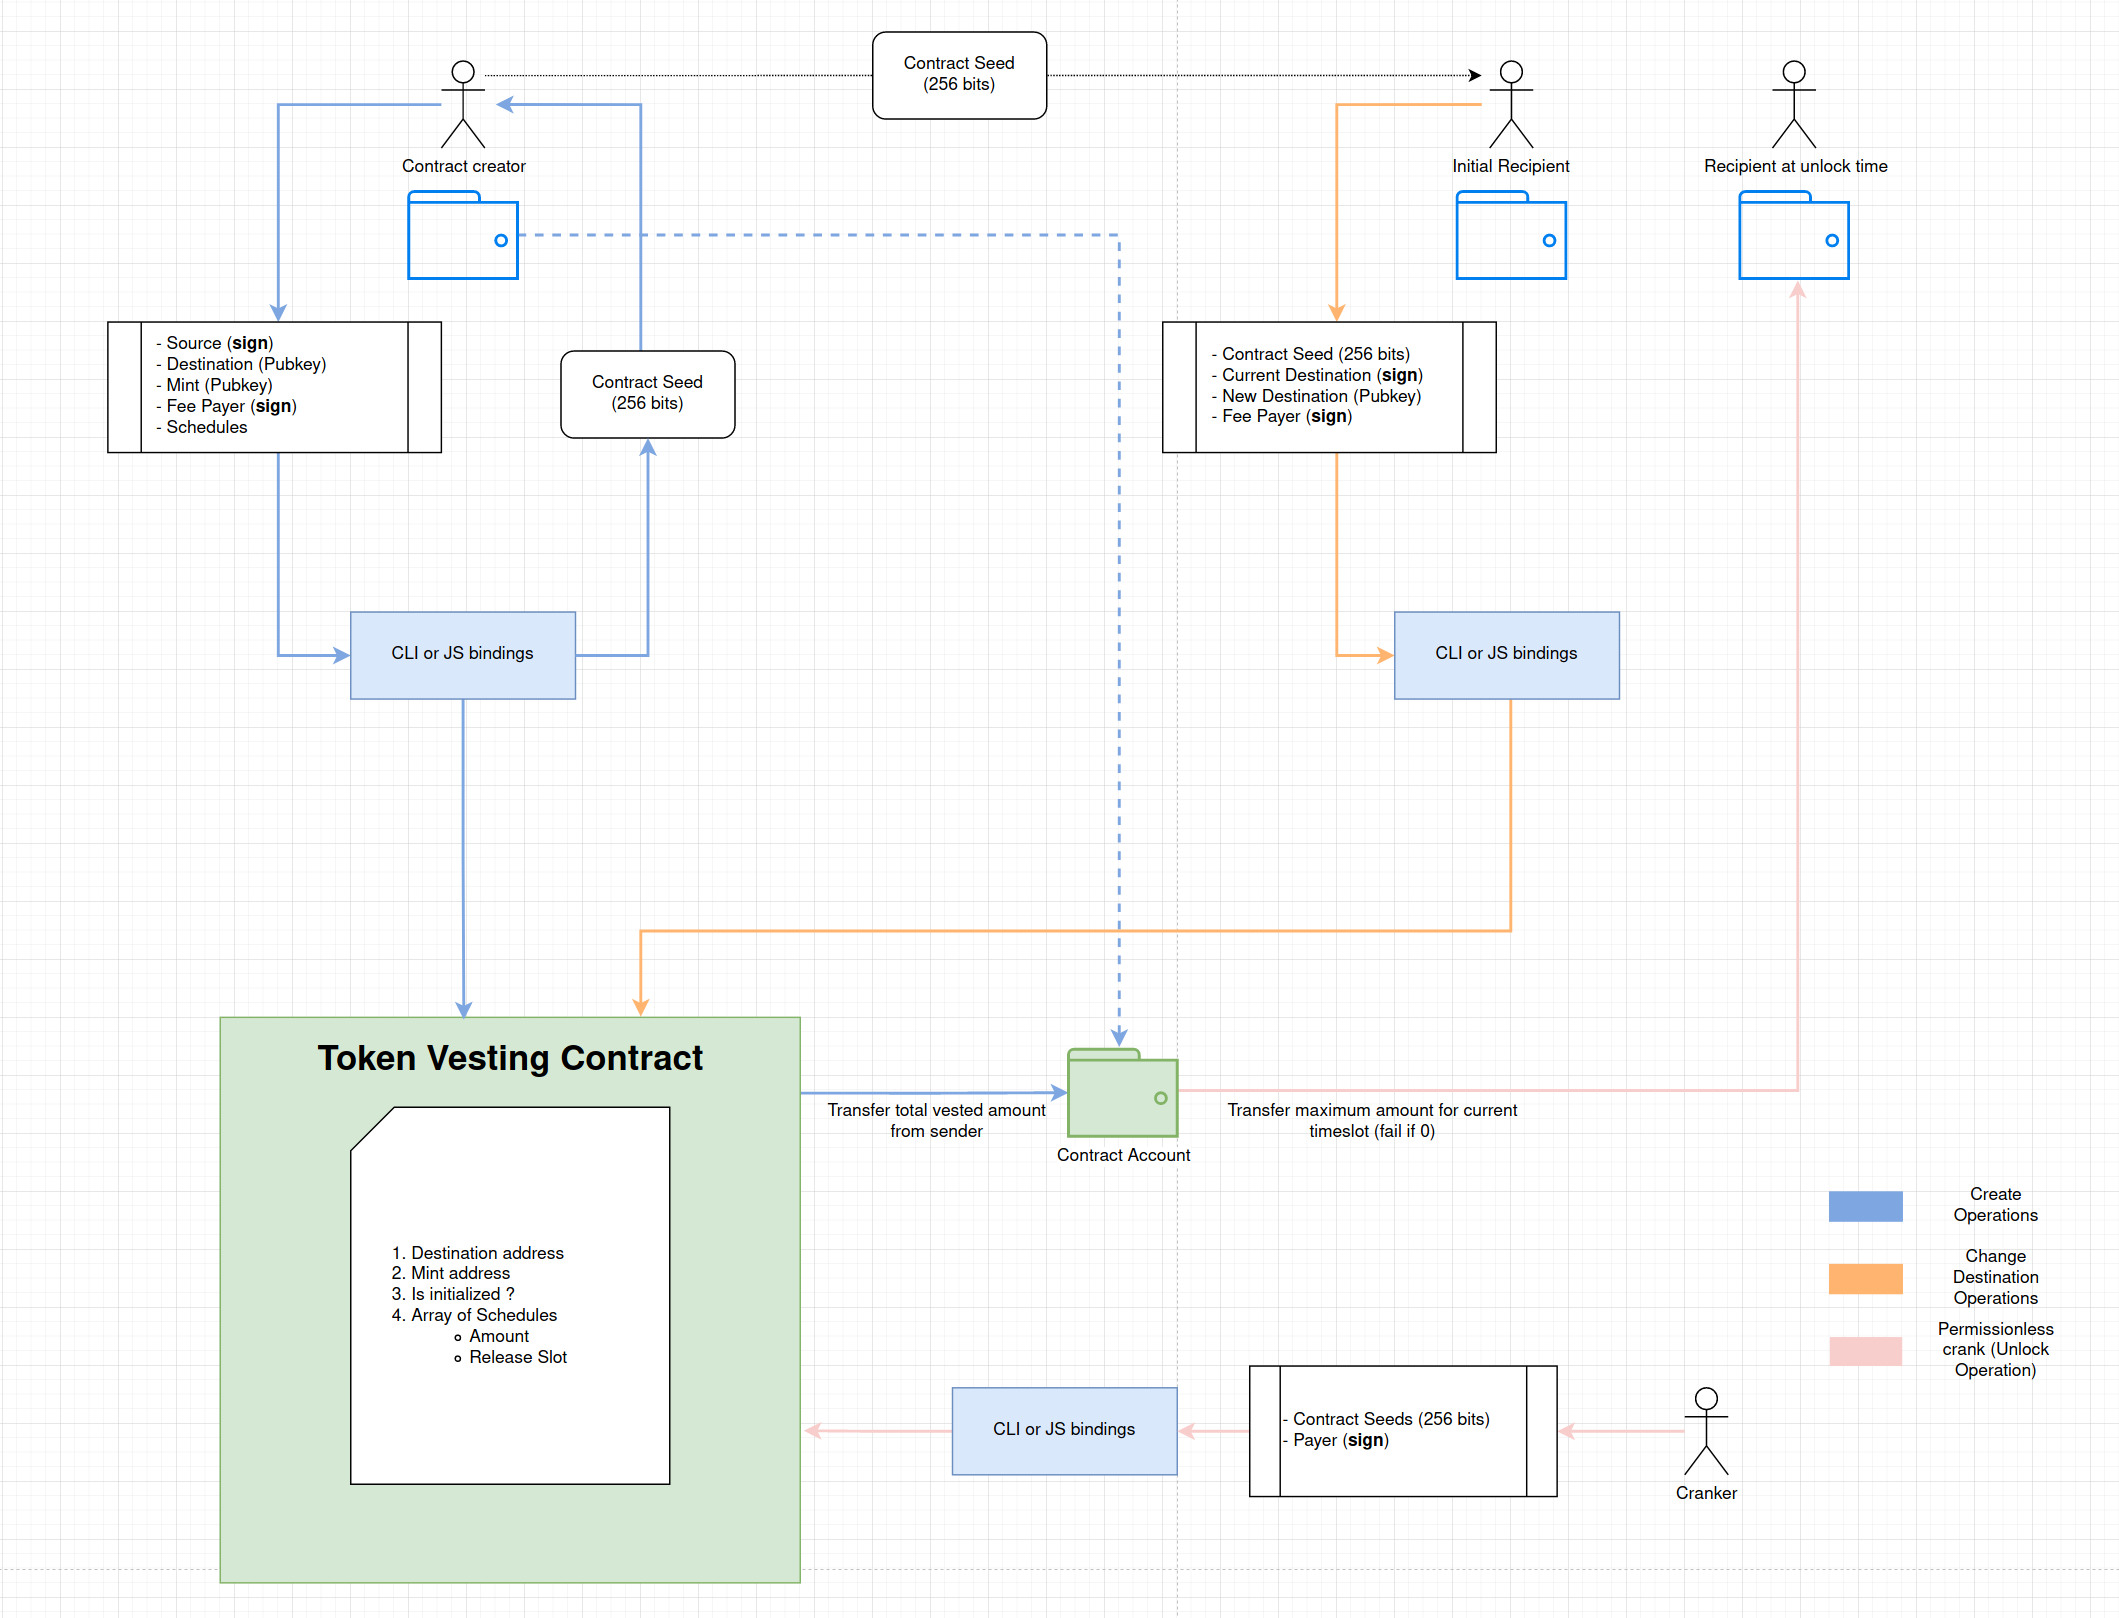 Contract Seed
(256 bits)
Contract creator
Initial Recipient
Recipient at unlock time
- Source (sign)
- Destination (Pubkey)
- Mint (Pubkey)
- Fee Payer (sign)
- Schedules
Contract Seed
(256 bits)
- Contract Seed (256 bits)
- Current Destination (sign)
- New Destination (Pubkey)
- Fee Payer (sign)
CLI or JS bindings
CLI or JS bindings
Token Vesting Contract
1. Destination address
2. Mint address
3. Is initialized ?
4. Array of Schedules
Amount
Release Slot
Transfer total vested amount
from sender
Contract Account
Transfer maximum amount for current
timeslot (fail if 0)
Create
Operations
Change
Destination
Operations
Permissionless
crank (Unlock
Operation)
CLI or JS bindings
- Contract Seeds (256 bits)
- Payer (sign)
Cranker